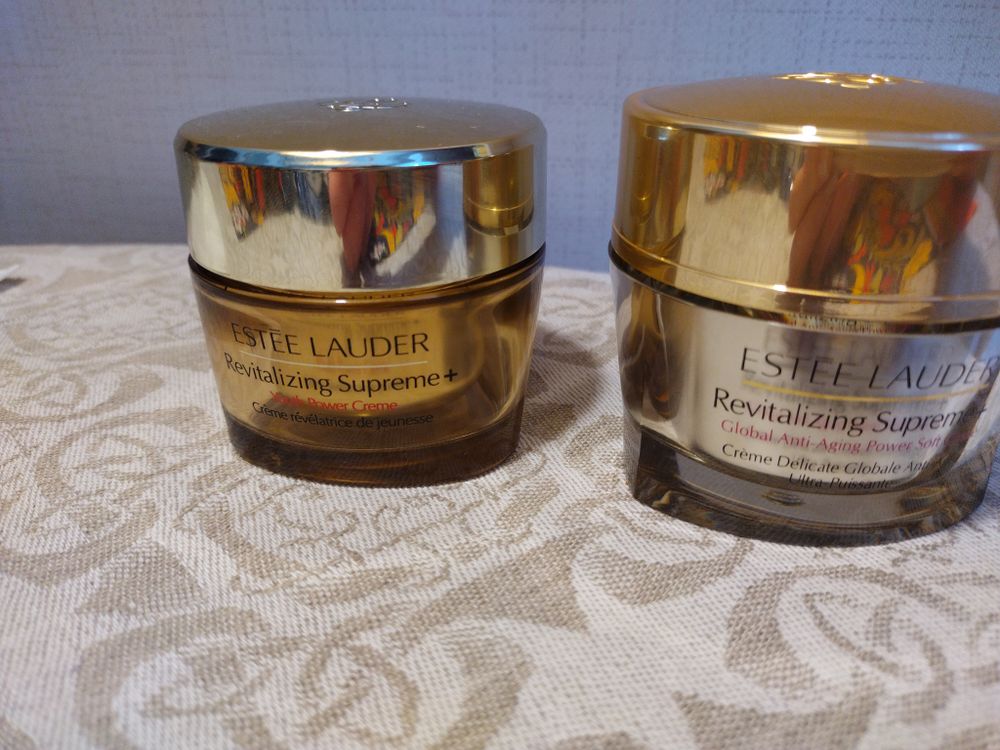 ESTĒE LAUDER
Revitalizing Supreme+
Youth Power Creme
Crème révélatrice de jeunesse
ESTĒE LAUDER
Revitalizing Supreme+
Global Anti-Aging Power Soft
Crème Délicate Globale
Ultra-Puissante